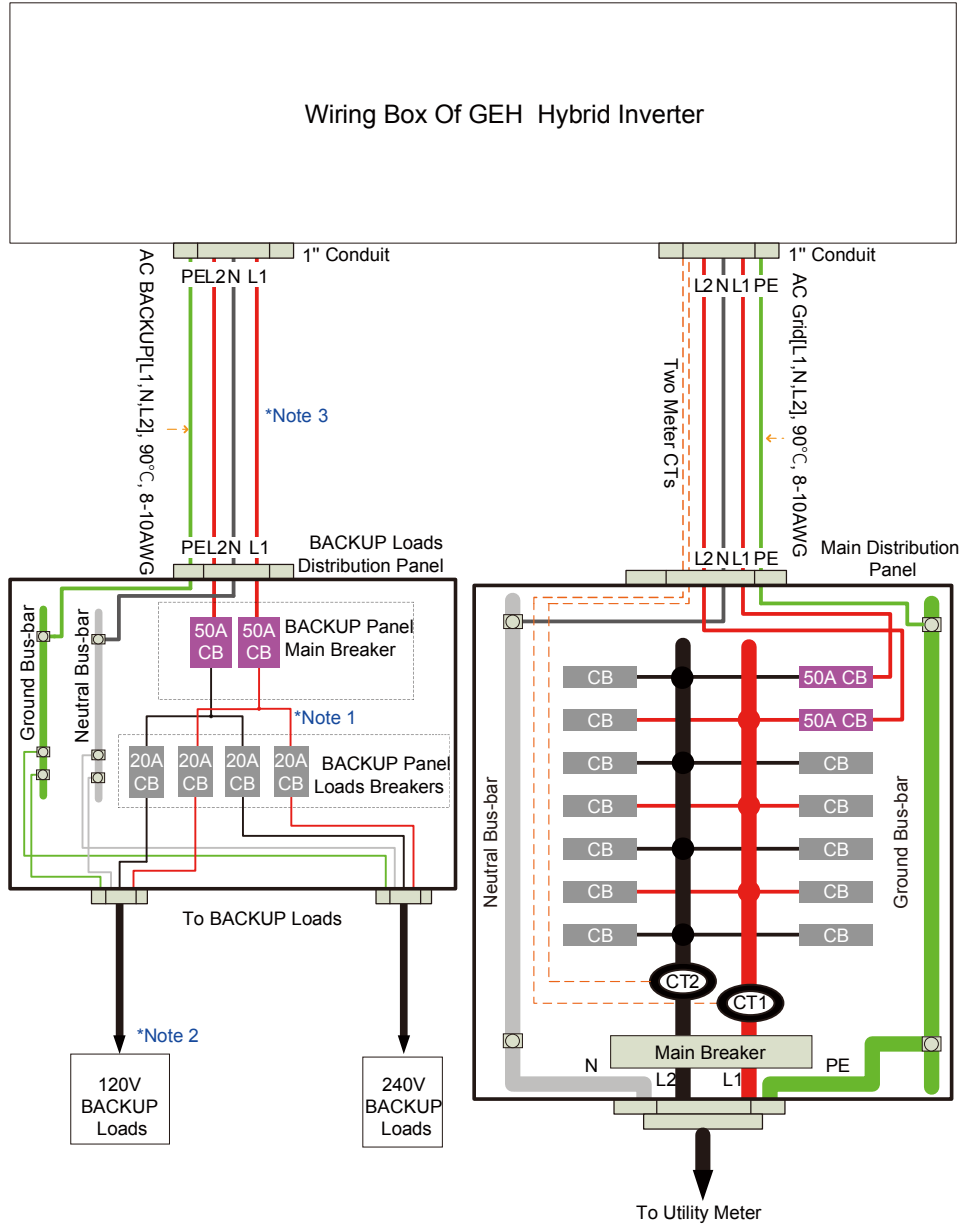 Wiring Box Of GEH Hybrid Inverter
1" Conduit
1" Conduit
PE L2 N L1
L2 N L1 PE
AC BACKUP[L1,N,L2], 90℃, 8-10AWG
*Note 3
Two Meter CTs
AC Grid[L1,N,L2], 90℃, 8-10AWG
PE L2 N L1
L2 N L1 PE
BACKUP Loads
Distribution Panel
Main Distribution
Panel
Ground Bus-bar
Neutral Bus-bar
50A
CB
50A
CB
BACKUP Panel
Main Breaker
*Note 1
20A
CB
20A
CB
20A
CB
20A
CB
BACKUP Panel
Loads Breakers
To BACKUP Loads
*Note 2
120V
BACKUP
Loads
240V
BACKUP
Loads
Neutral Bus-bar
CB
50A CB
CB
50A CB
CB
CB
CB
CB
CB
CB
CB
CB
CB
CB
Ground Bus-bar
CT2
CT1
Main Breaker
N
L2
L1
PE
To Utility Meter